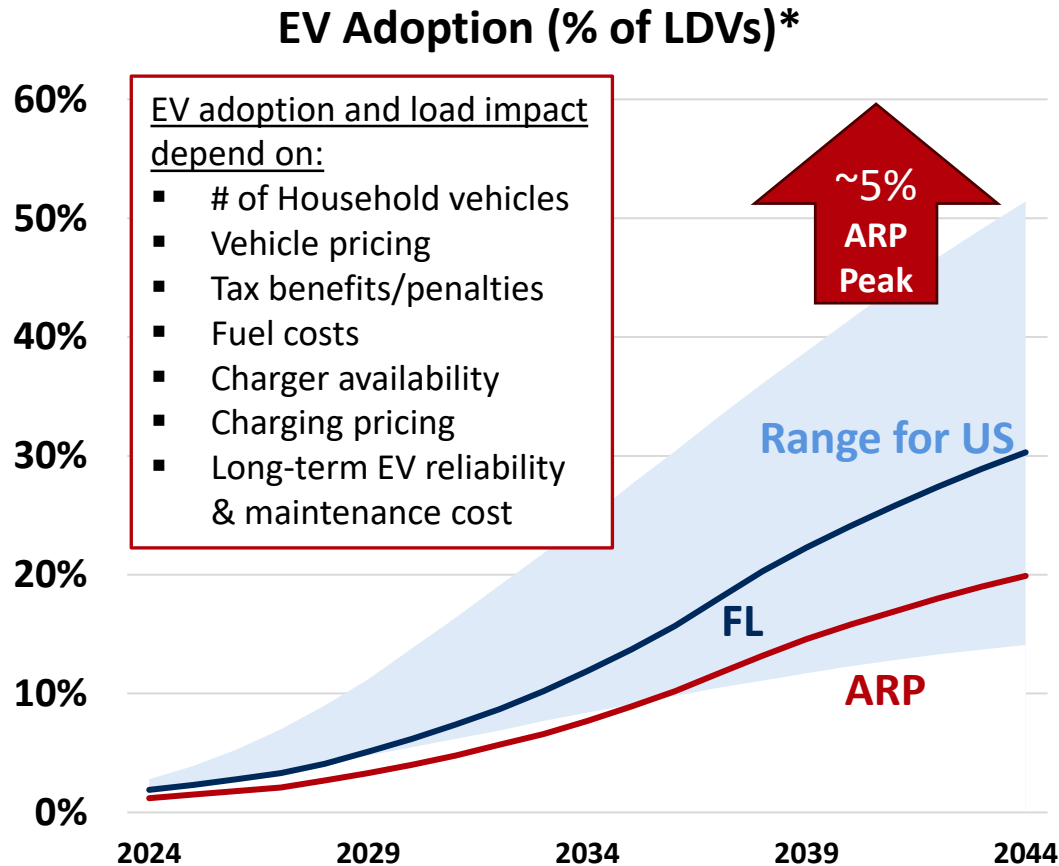 EV Adoption (% of LDVs)*
60%
50%
40%
30%
20%
10%
0%
EV adoption and load impact
depend on:
▪ # of Household vehicles
▪ Vehicle pricing
▪ Tax benefits/penalties
▪ Fuel costs
▪ Charger availability
▪ Charging pricing
▪ Long-term EV reliability
& maintenance cost
~5%
ARP
Peak
Range for US
FL
ARP
2024
2029
2034
2039
2044